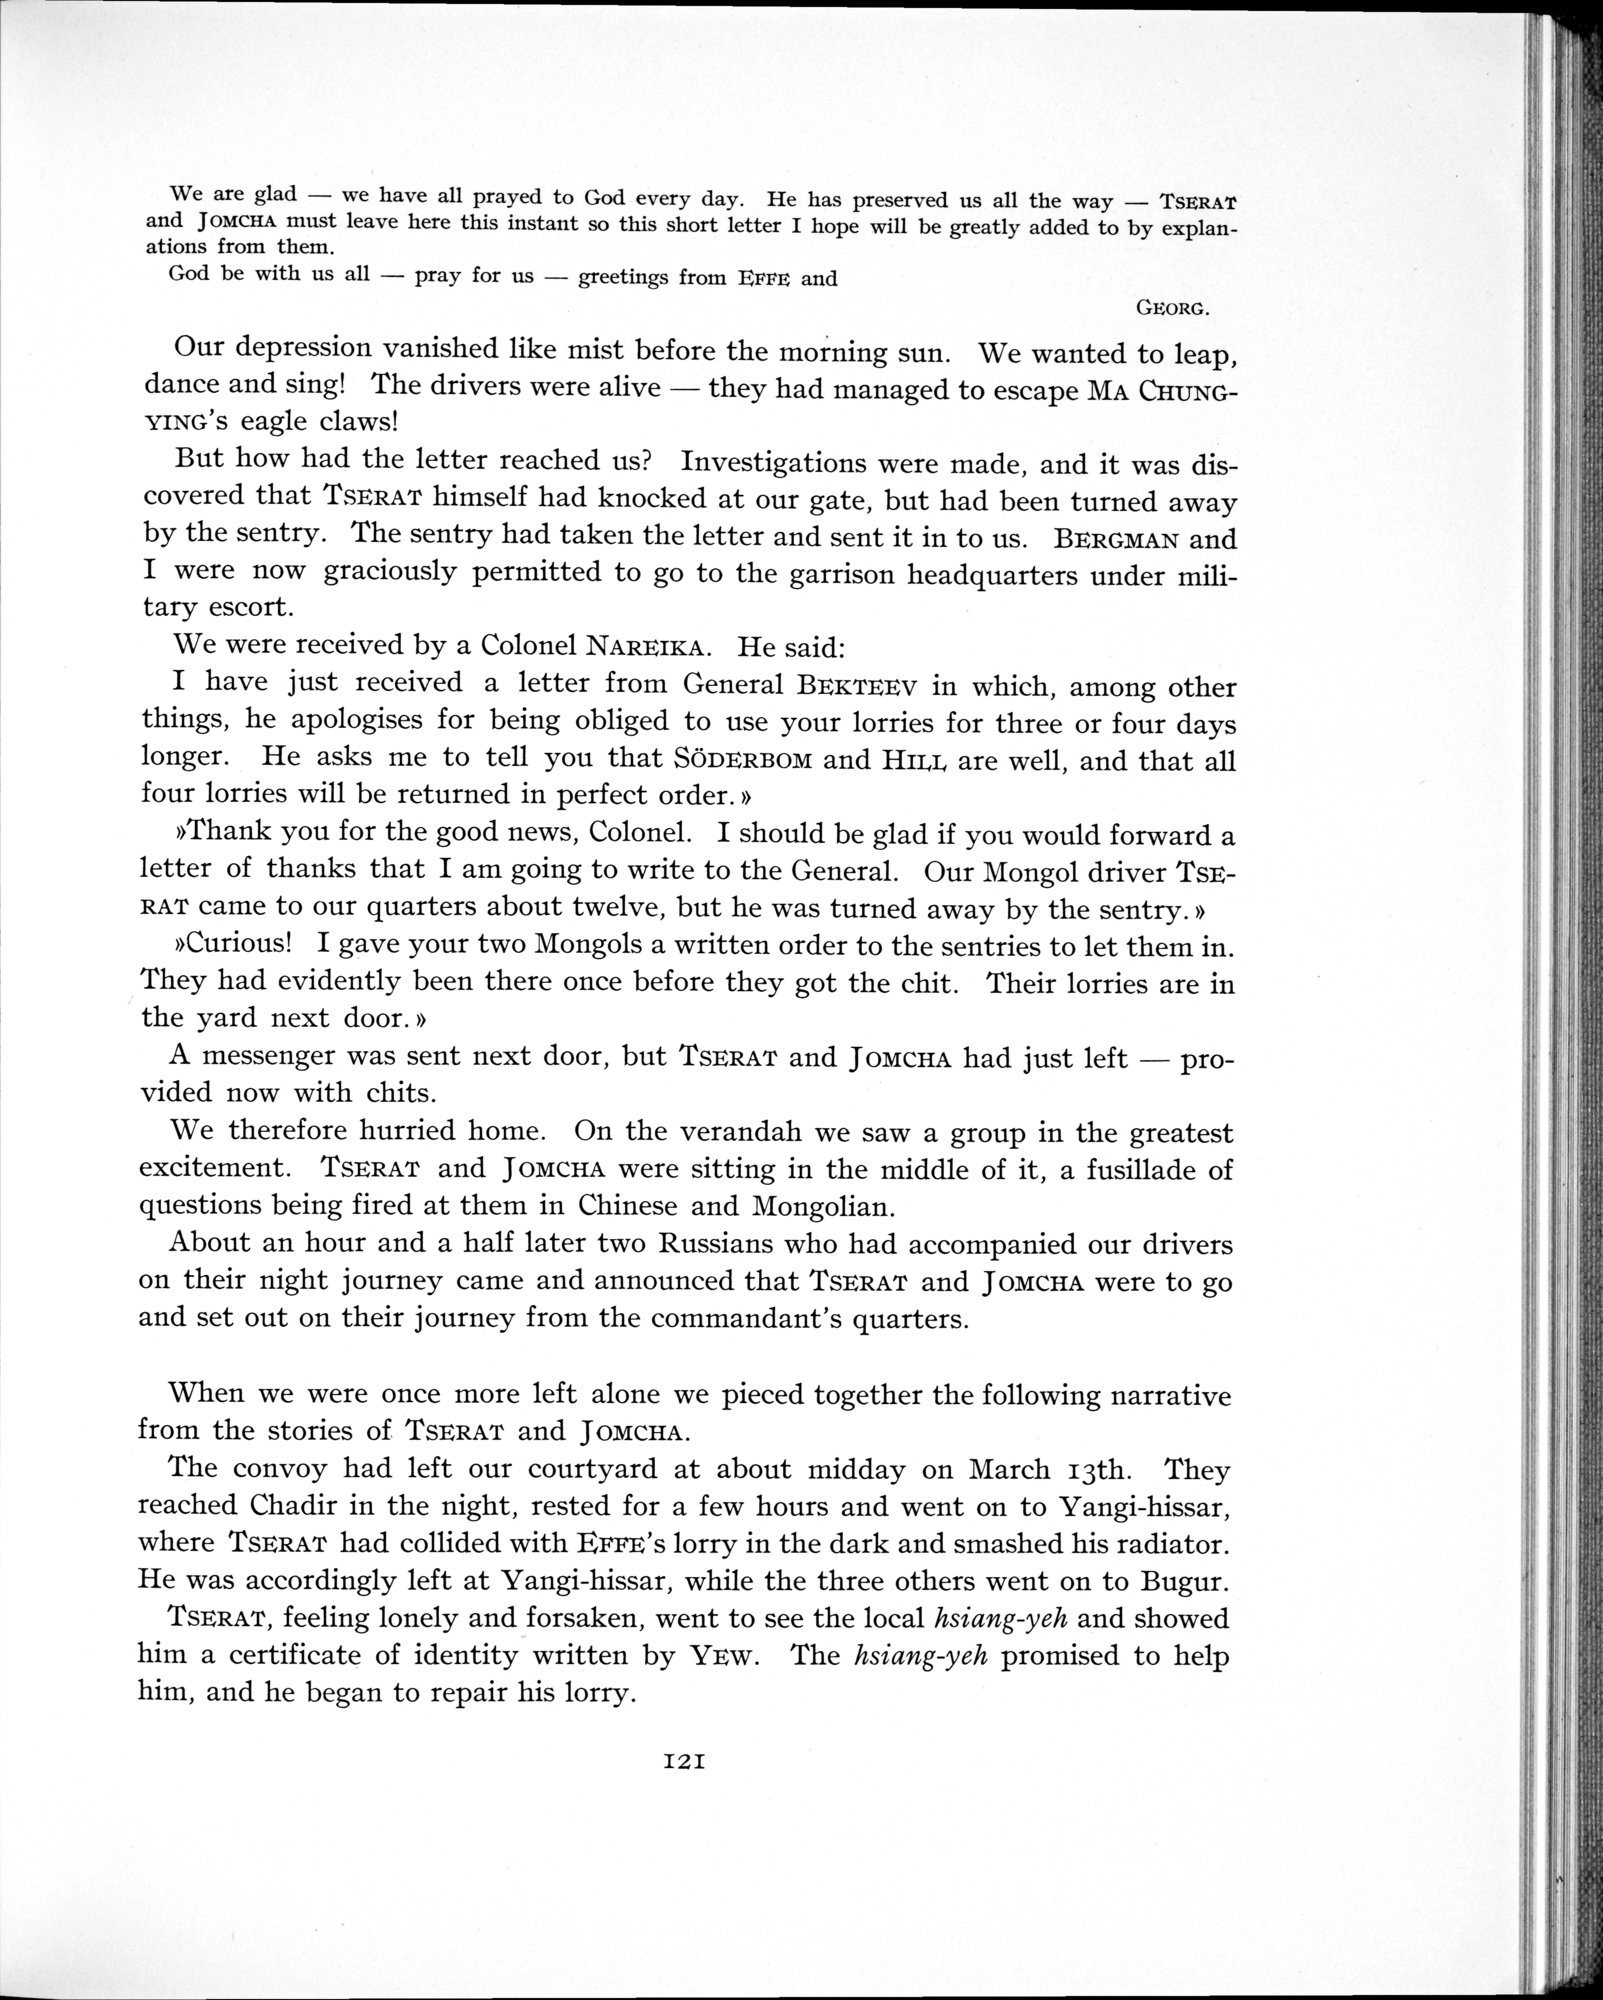 We are glad — we have all prayed to God every day. He has preserved us all the way — TSERAT
and JOMCHA must leave here this instant so this short letter I hope will be greatly added to by explan-
ations from them.
God be with us all — pray for us — greetings from EFFE and
GEORG.
Our depression vanished like mist before the morning sun. We wanted to leap,
dance and sing! The drivers were alive — they had managed to escape MA CHUNG-
YING's eagle claws!
But how had the letter reached us? Investigations were made, and it was dis-
covered that TSERAT himself had knocked at our gate, but had been turned away
by the sentry. The sentry had taken the letter and sent it in to us. BERGMAN and
I were now graciously permitted to go to the garrison headquarters under mili-
tary escort.
We were received by a Colonel NAREIKA. He said:
I have just received a letter from General BEKTEEV in which, among other
things, he apologises for being obliged to use your lorries for three or four days
longer. He asks me to tell you that SÖDERBOM and HILL are well, and that all
four lorries will be returned in perfect order.»
»Thank you for the good news, Colonel. I should be glad if you would forward a
letter of thanks that I am going to write to the General. Our Mongol driver TSE-
RAT came to our quarters about twelve, but he was turned away by the sentry.»
»Curious! I gave your two Mongols a written order to the sentries to let them in.
They had evidently been there once before they got the chit. Their lorries are in
the yard next door.»
A messenger was sent next door, but TSERAT and JOMCHA had just left — pro-
vided now with chits.
We therefore hurried home. On the verandah we saw a group in the greatest
excitement. TSERAT and JOMCHA were sitting in the middle of it, a fusillade of
questions being fired at them in Chinese and Mongolian.
About an hour and a half later two Russians who had accompanied our drivers
on their night journey came and announced that TSERAT and JOMCHA were to go
and set out on their journey from the commandant's quarters.
When we were once more left alone we pieced together the following narrative
from the stories of TSERAT and JOMCHA.
The convoy had left our courtyard at about midday on March 13th. They
reached Chadir in the night, rested for a few hours and went on to Yangi-hissar,
where TSERAT had collided with EFFE's lorry in the dark and smashed his radiator.
He was accordingly left at Yangi-hissar, while the three others went on to Bugur.
TSERAT, feeling lonely and forsaken, went to see the local hsiang-yeh and showed
him a certificate of identity written by YEW. The hsiang-yeh promised to help
him, and he began to repair his lorry.
121